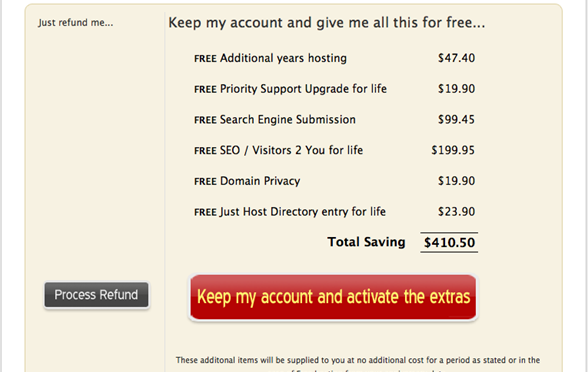 Just refund me...
Keep my account and give me all this for free...
FREE Additional years hosting $47.40
FREE Priority Support Upgrade for life $19.90
FREE Search Engine Submission $99.45
FREE SEO / Visitors 2 You for life $199.95
FREE Domain Privacy $19.90
FREE Just Host Directory entry for life $23.90
Total Saving $410.50
Process Refund
Keep my account and activate the extras
These additonal items will be supplied to you at no additional cost for a period as stated or in the